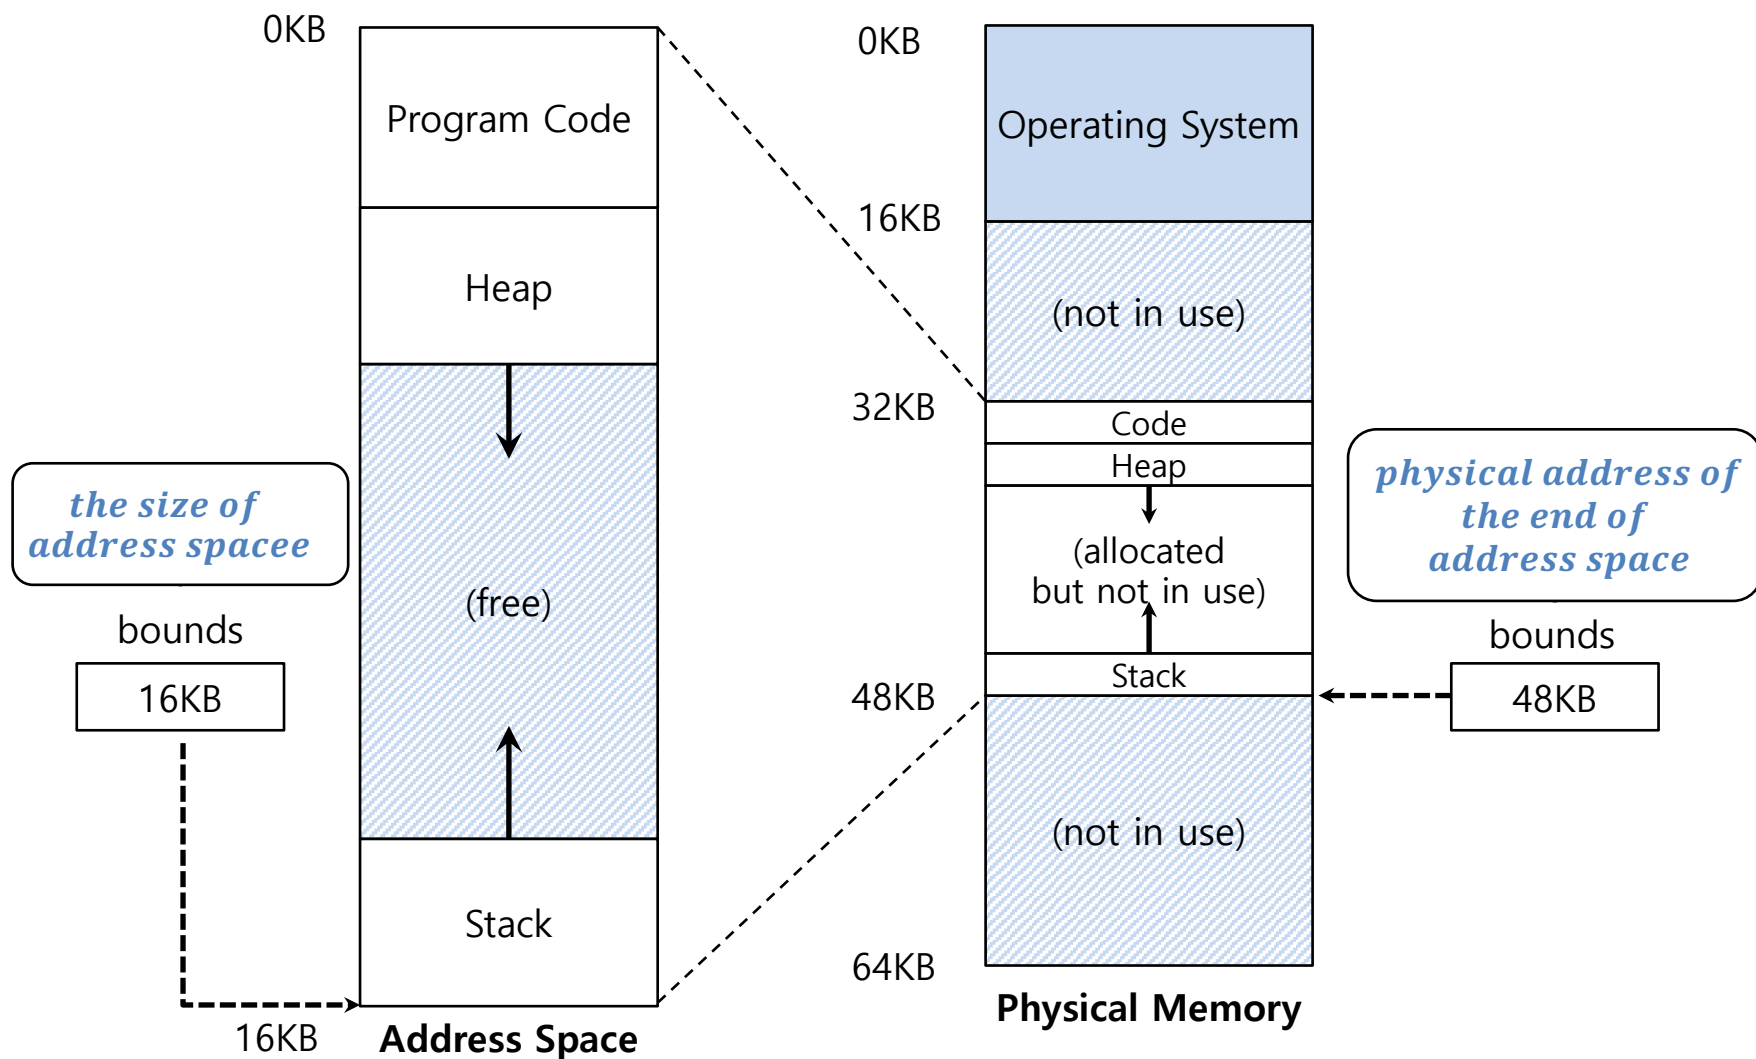 0KB
Program Code
Heap
(free)
Stack
16KB
Address Space
the size of
address spacee
bounds
16KB
0KB
Operating System
16KB
(not in use)
32KB
Code
Heap
(allocated
but not in use)
Stack
48KB
(not in use)
64KB
Physical Memory
physical address of
the end of
address space
bounds
48KB